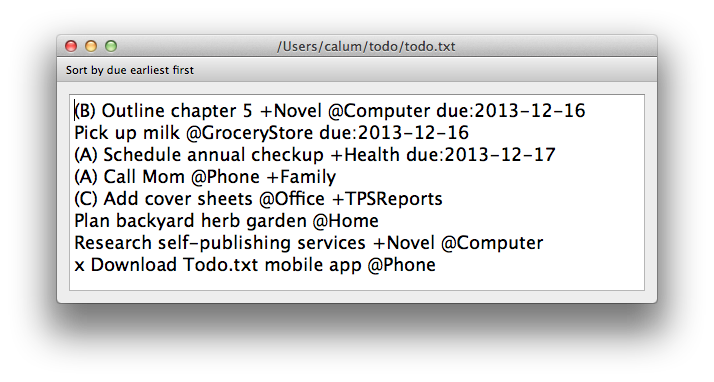 /Users/calum/todo/todo.txt
Sort by due earliest first
(B) Outline chapter 5 +Novel @Computer due:2013-12-16
Pick up milk @GroceryStore due:2013-12-16
(A) Schedule annual checkup +Health due:2013-12-17
(A) Call Mom @Phone +Family
(C) Add cover sheets @Office +TPSReports
Plan backyard herb garden @Home
Research self-publishing services +Novel @Computer
x Download Todo.txt mobile app @Phone